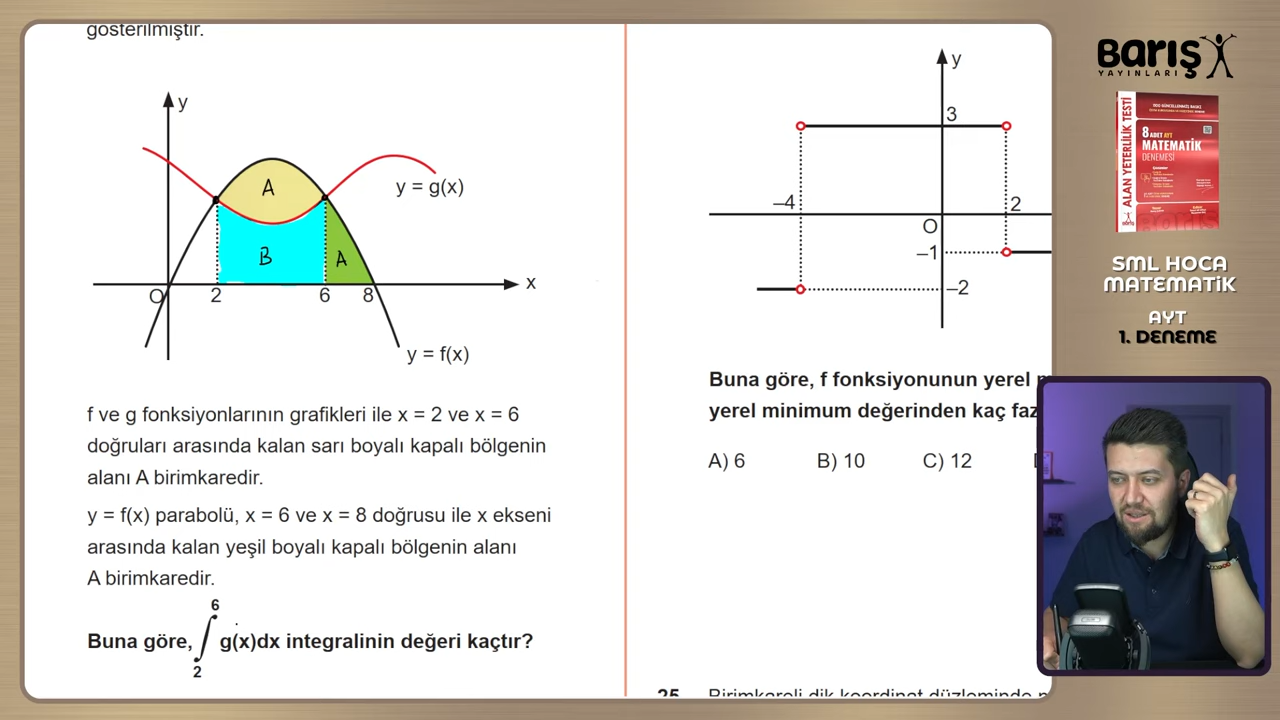 gösterilmiştir.
y
A
y = g(x)
B
A
O
2
6
8
x
y = f(x)
f ve g fonksiyonlarının grafikleri ile x = 2 ve x = 6
doğruları arasında kalan sarı boyalı kapalı bölgenin
alanı A birimkaredir.
y = f(x) parabolü, x = 6 ve x = 8 doğrusu ile x ekseni
arasında kalan yeşil boyalı kapalı bölgenin alanı
A birimkaredir.
6
Buna göre, ∫ g(x)dx integralinin değeri kaçtır?
2
y
3
–4
2
O
–1
–2
Buna göre, f fonksiyonunun yerel
yerel minimum değerinden kaç faz
A) 6 B) 10 C) 12
25 Birimkareli dik koordinat düzleminde
Barış
YAYINLARI
ALAN YETERLİLİK TESTİ
8 ADET AYT
MATEMATİK
DENEMESİ
SML HOCA
MATEMATİK
AYT
1. DENEME